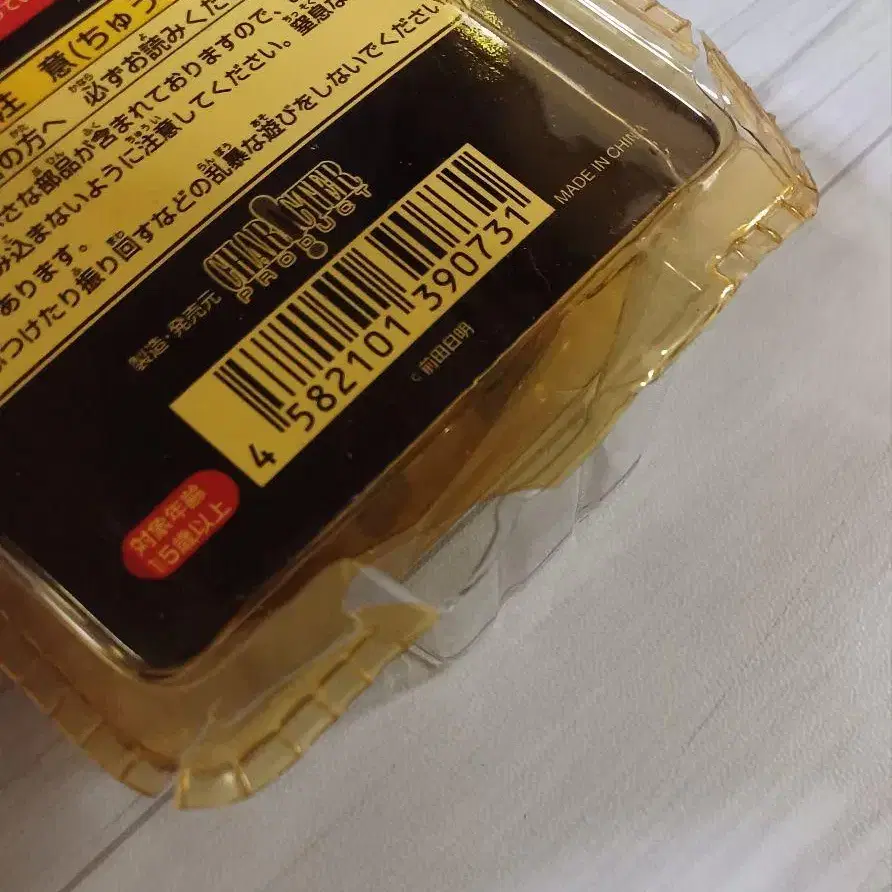 注 意(ちゅう
の方へ 必ずお読みくだ
さな部品が含まれておりますので、
み込まないように注意してください。窒息な
あります。
つけたり振り回すなどの乱暴な遊びをしないでください
製造・発売元 CHARACTER
PRODUCT
4 582101 390731
MADE IN CHINA
©前田日明
対象年齢
15歳以上